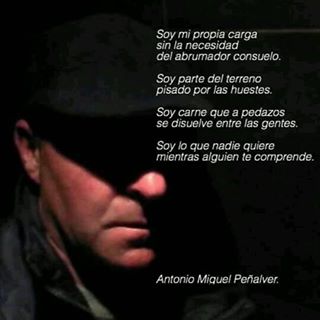 Soy mi propia carga
sin la necesidad
del abrumador consuelo.
Soy parte del terreno
pisado por las huestes.
Soy carne que a pedazos
se disuelve entre las gentes.
Soy lo que nadie quiere
mientras alguien te comprende.
Antonio Miguel Peñalver.